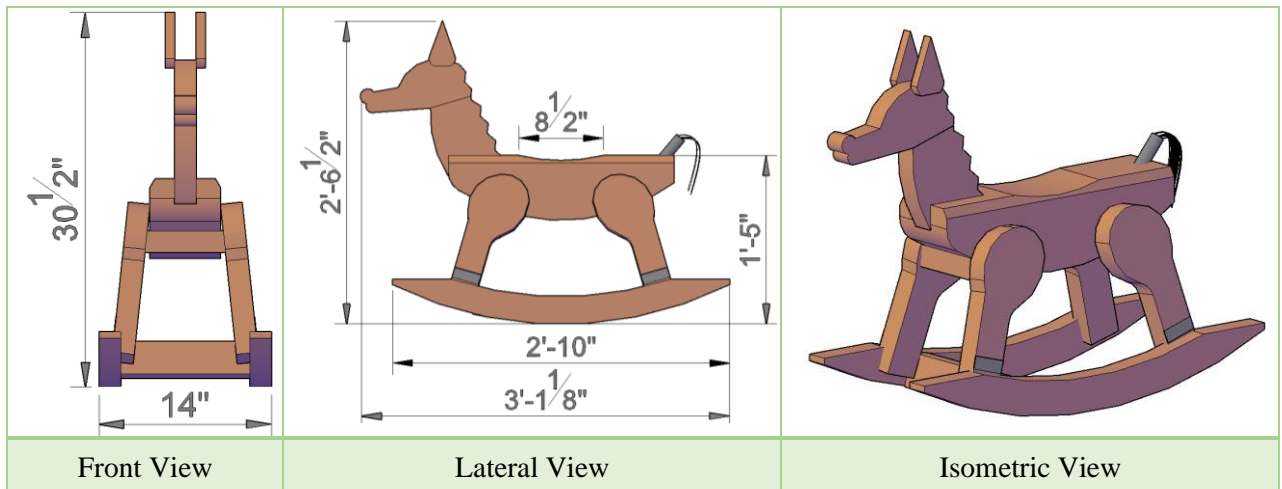 30 1/2"
14"
2'-6 1/2"
8 1/2"
1'-5"
2'-10"
3'-1 1/8"
Front View
Lateral View
Isometric View